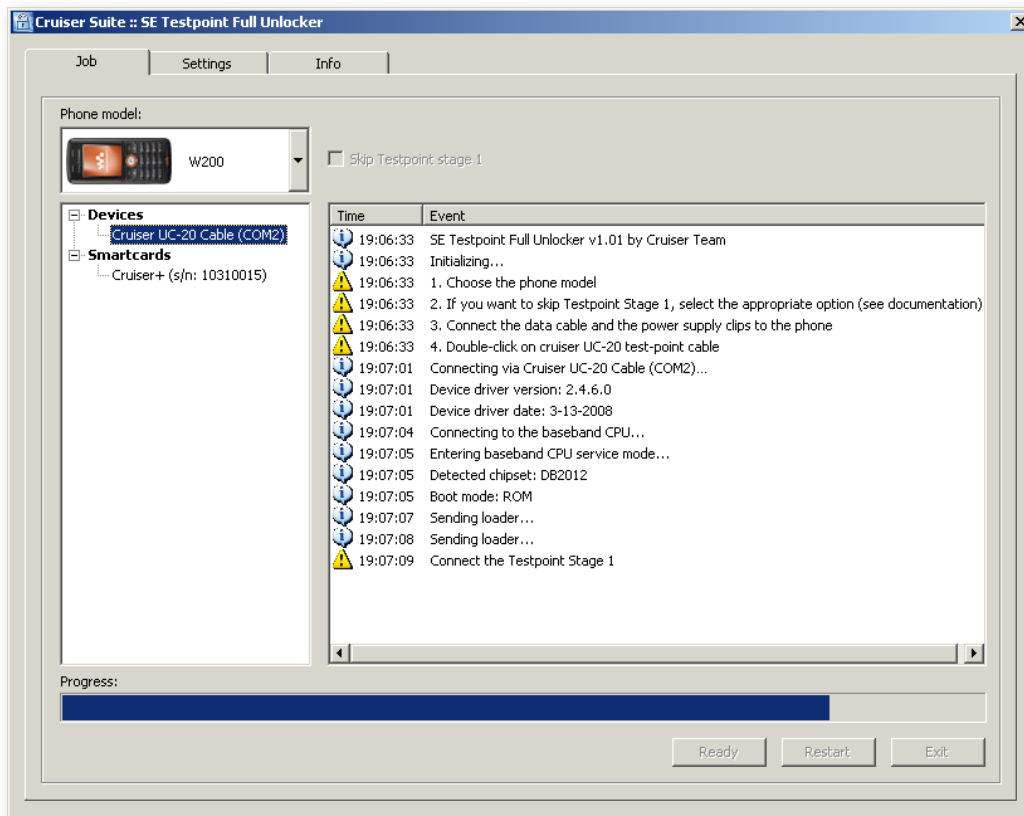 Cruiser Suite :: SE Testpoint Full Unlocker
Job Settings Info
Phone model:
W200
Skip Testpoint stage 1
Devices
Cruiser UC-20 Cable (COM2)
Smartcards
Cruiser+ (s/n: 10310015)
Time Event
19:06:33 SE Testpoint Full Unlocker v1.01 by Cruiser Team
19:06:33 Initializing...
19:06:33 1. Choose the phone model
19:06:33 2. If you want to skip Testpoint Stage 1, select the appropriate option (see documentation)
19:06:33 3. Connect the data cable and the power supply clips to the phone
19:06:33 4. Double-click on cruiser UC-20 test-point cable
19:07:01 Connecting via Cruiser UC-20 Cable (COM2)...
19:07:01 Device driver version: 2.4.6.0
19:07:01 Device driver date: 3-13-2008
19:07:04 Connecting to the baseband CPU...
19:07:05 Entering baseband CPU service mode...
19:07:05 Detected chipset: DB2012
19:07:05 Boot mode: ROM
19:07:07 Sending loader...
19:07:08 Sending loader...
19:07:09 Connect the Testpoint Stage 1
Progress:
Ready Restart Exit